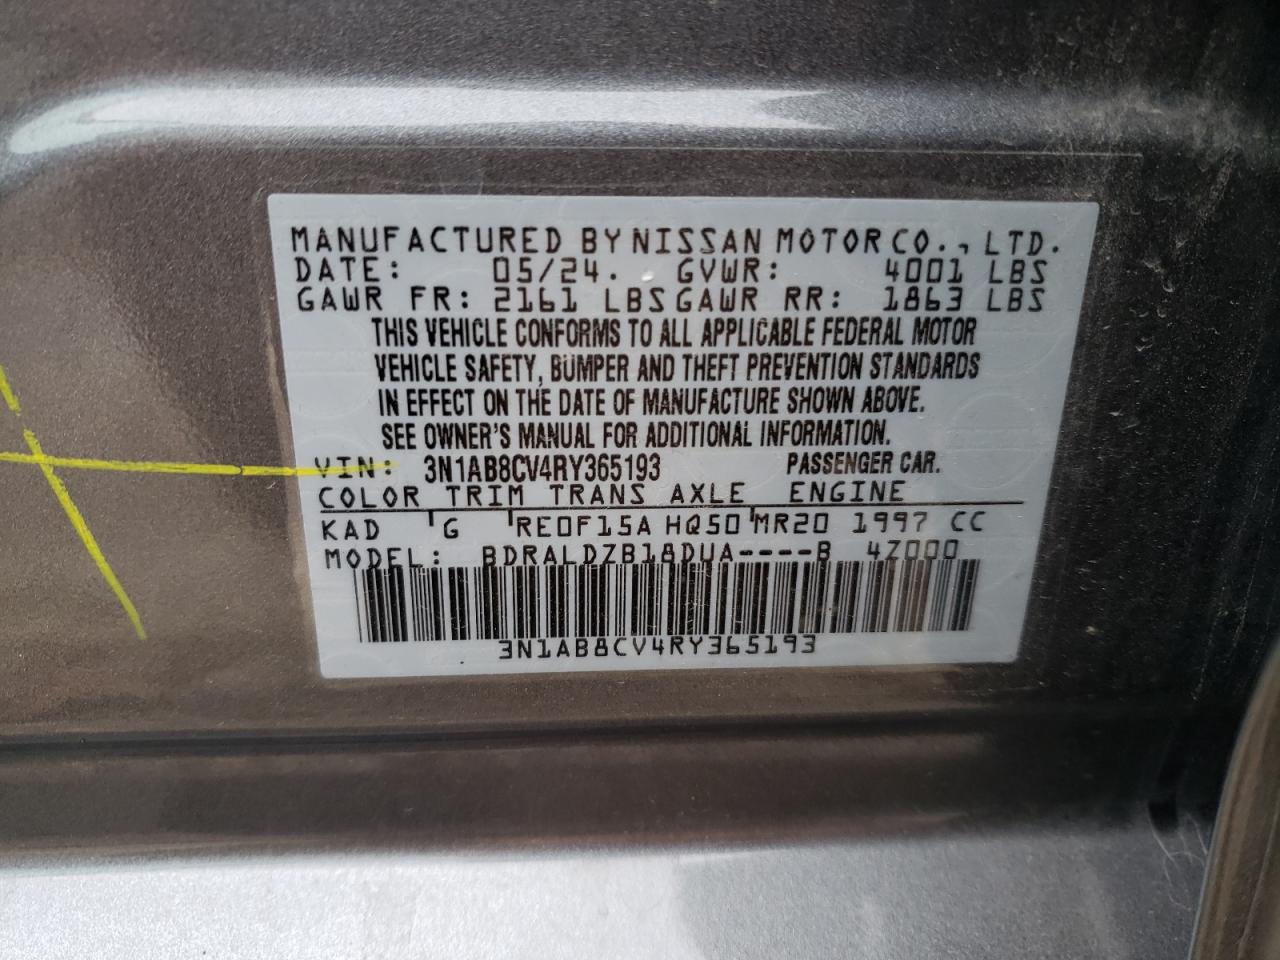 MANUFACTURED BY NISSAN MOTOR CO., LTD.
DATE: 05/24. GVWR: 4001 LBS
GAWR FR: 2161 LBS GAWR RR: 1863 LBS
THIS VEHICLE CONFORMS TO ALL APPLICABLE FEDERAL MOTOR
VEHICLE SAFETY, BUMPER AND THEFT PREVENTION STANDARDS
IN EFFECT ON THE DATE OF MANUFACTURE SHOWN ABOVE.
SEE OWNER'S MANUAL FOR ADDITIONAL INFORMATION.
VIN: 3N1AB8CV4RY365193 PASSENGER CAR.
COLOR TRIM TRANS AXLE ENGINE
KAD G RE0F15A HQ50 MR20 1997 CC
MODEL: BDRALDZB18DUA----B 4Z000
3N1AB8CV4RY365193